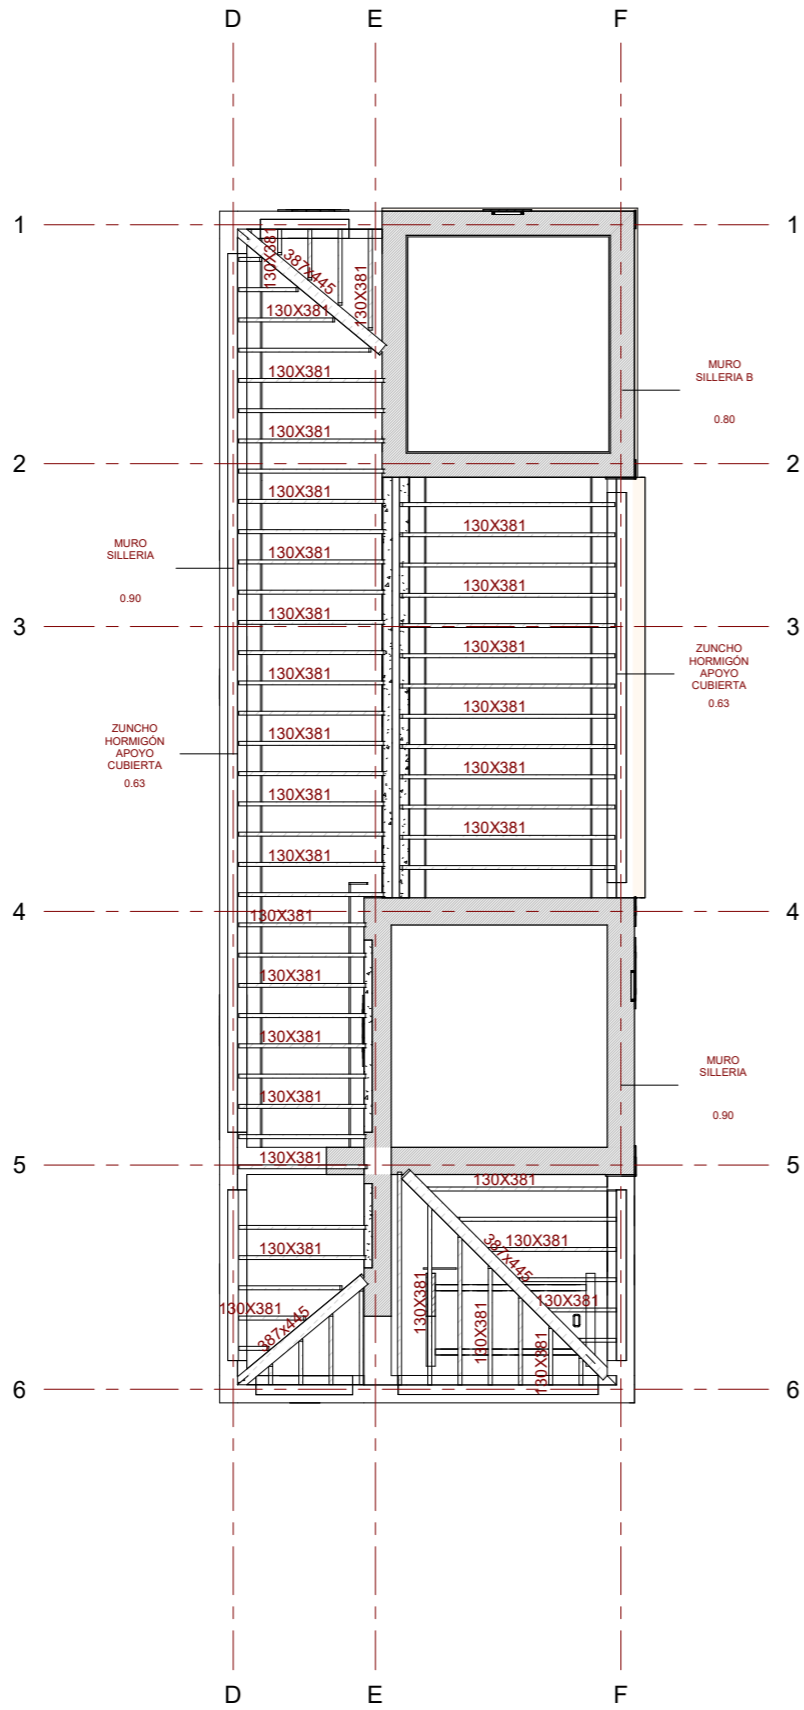 D E F
1 1
130X381
387x445
130X381
130X381
MURO
SILLERIA B
0.80
130X381
130X381
2 2
130X381
130X381
130X381
130X381
MURO
SILLERIA
0.90
130X381
130X381
3 3
130X381
ZUNCHO
HORMIGÓN
APOYO
CUBIERTA
0.63
130X381
130X381
ZUNCHO
HORMIGÓN
APOYO
CUBIERTA
0.63
130X381
130X381
130X381
130X381
130X381
4 4
130X381
130X381
130X381
MURO
SILLERIA
0.90
130X381
5 5
130X381
130X381
130X381
130X381
387x445
130X381
130X381
130X381
387x445
130X381
130X381
6 6
D E F